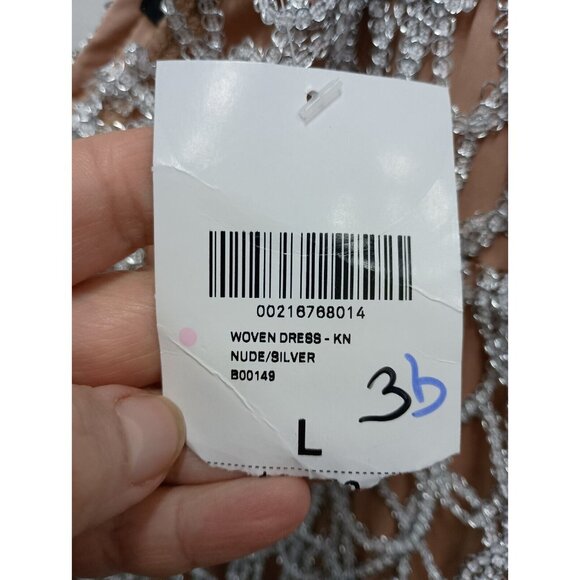 00216768014
WOVEN DRESS - KN
NUDE/SILVER
B00149
3b
L